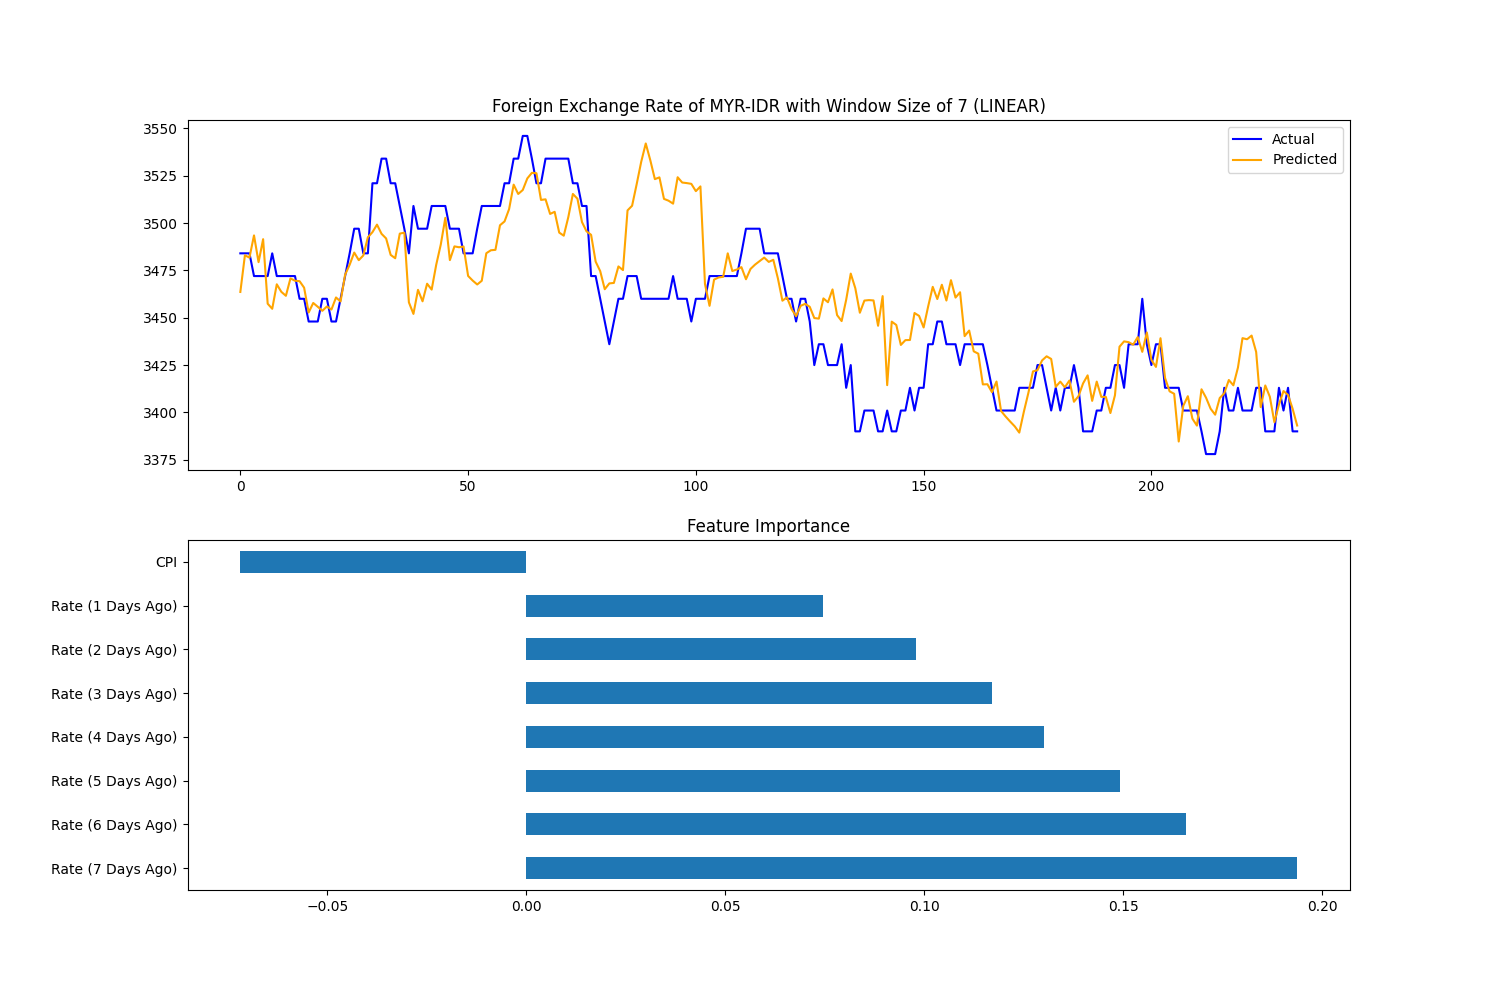 Foreign Exchange Rate of MYR-IDR with Window Size of 7 (LINEAR)
Actual
Predicted
3550
3525
3500
3475
3450
3425
3400
3375
0 50 100 150 200
Feature Importance
CPI
Rate (1 Days Ago)
Rate (2 Days Ago)
Rate (3 Days Ago)
Rate (4 Days Ago)
Rate (5 Days Ago)
Rate (6 Days Ago)
Rate (7 Days Ago)
−0.05 0.00 0.05 0.10 0.15 0.20